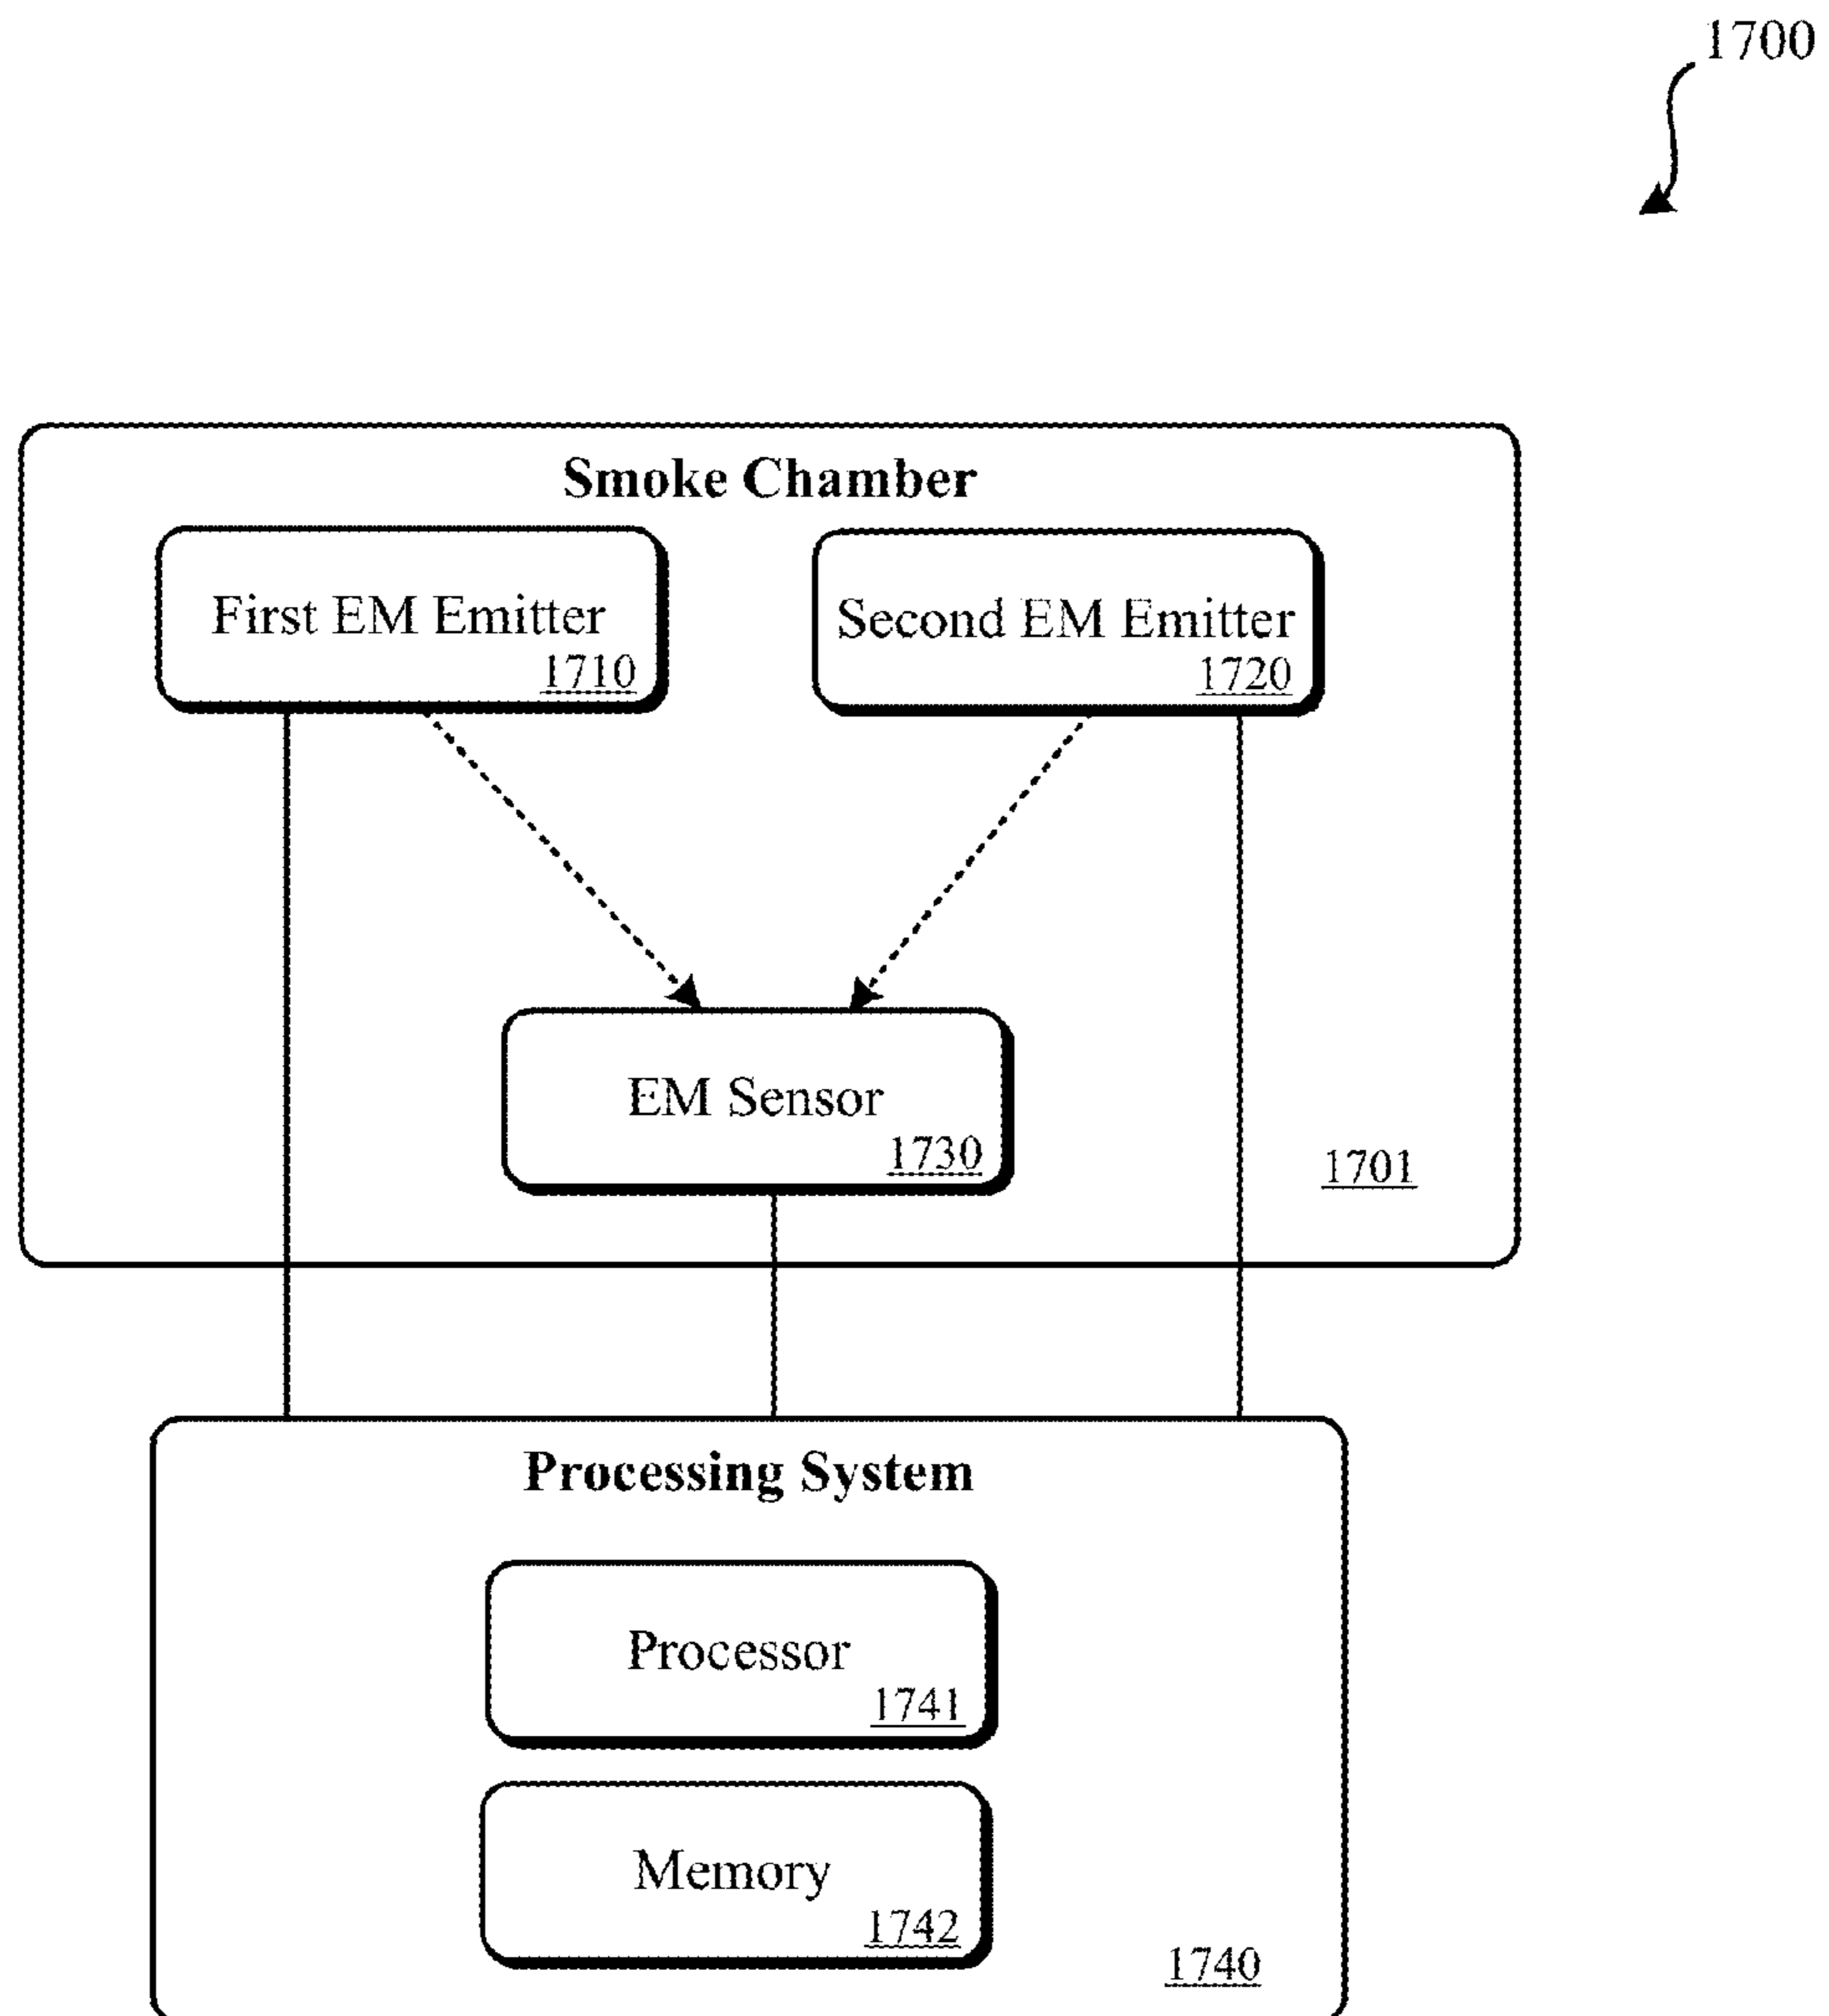 1700
Smoke Chamber
First EM Emitter
1710
Second EM Emitter
1720
EM Sensor
1730
1701
Processing System
Processor
1741
Memory
1742
1740